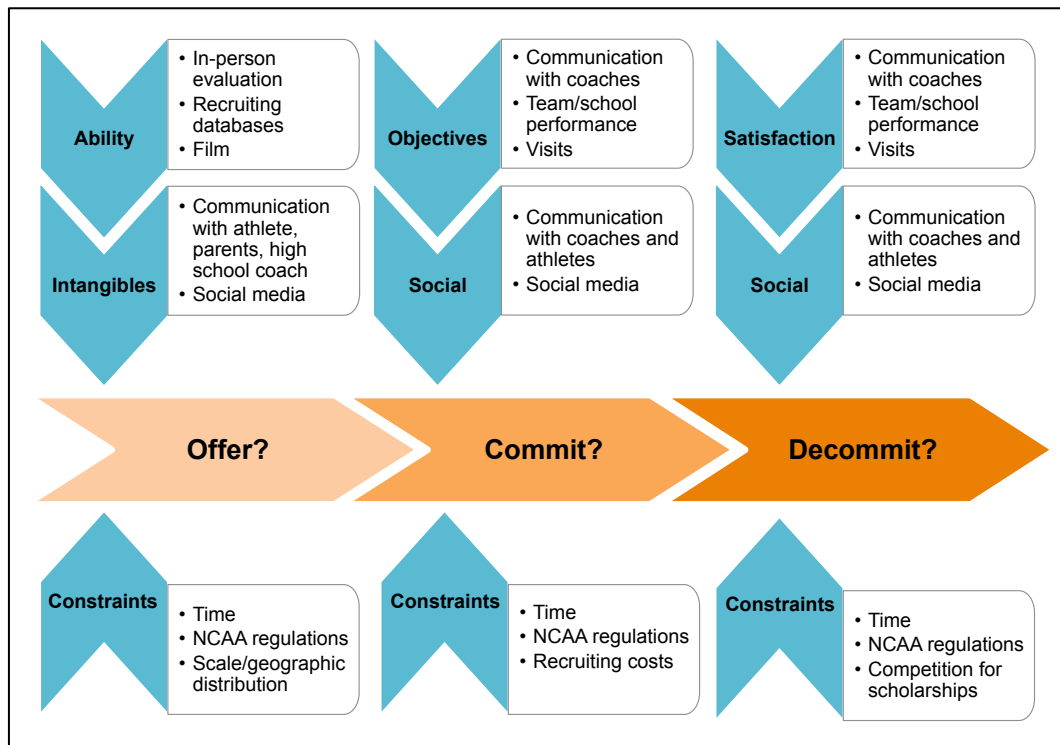 Ability
• In-person
evaluation
• Recruiting
databases
• Film
Intangibles
• Communication
with athlete,
parents, high
school coach
• Social media
Objectives
• Communication
with coaches
• Team/school
performance
• Visits
Social
• Communication
with coaches and
athletes
• Social media
Satisfaction
• Communication
with coaches
• Team/school
performance
• Visits
Social
• Communication
with coaches and
athletes
• Social media
Offer?
Commit?
Decommit?
Constraints
• Time
• NCAA regulations
• Scale/geographic
distribution
Constraints
• Time
• NCAA regulations
• Recruiting costs
Constraints
• Time
• NCAA regulations
• Competition for
scholarships